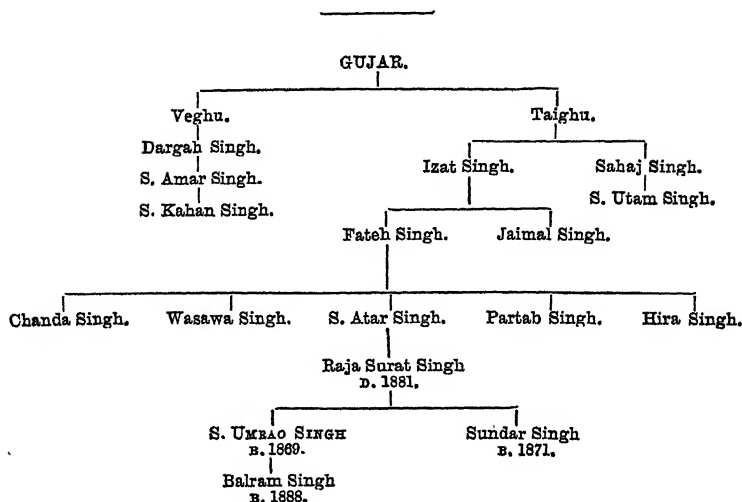 GUJAR.
Veghu. Taighu.
Dargah Singh.
Izat Singh. Sahaj Singh.
S. Amar Singh.
S. Utam Singh.
S. Kahan Singh.
Fateh Singh. Jaimal Singh.
Chanda Singh. Wasawa Singh. S. Atar Singh. Partab Singh. Hira Singh.
Raja Surat Singh
D. 1881.
S. UMRAO SINGH Sundar Singh
B. 1869. B. 1871.
Balram Singh
B. 1888.